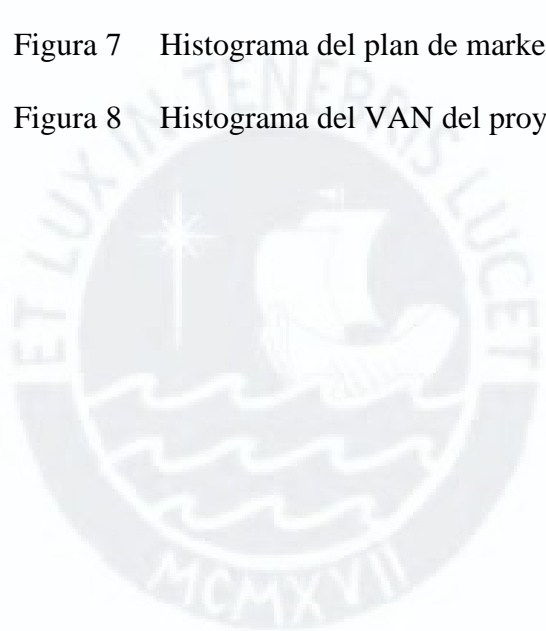 Figura 7 Histograma del plan de marke
Figura 8 Histograma del VAN del proy
ET LUX IN TENEBRIS LUCET
MCMXVII